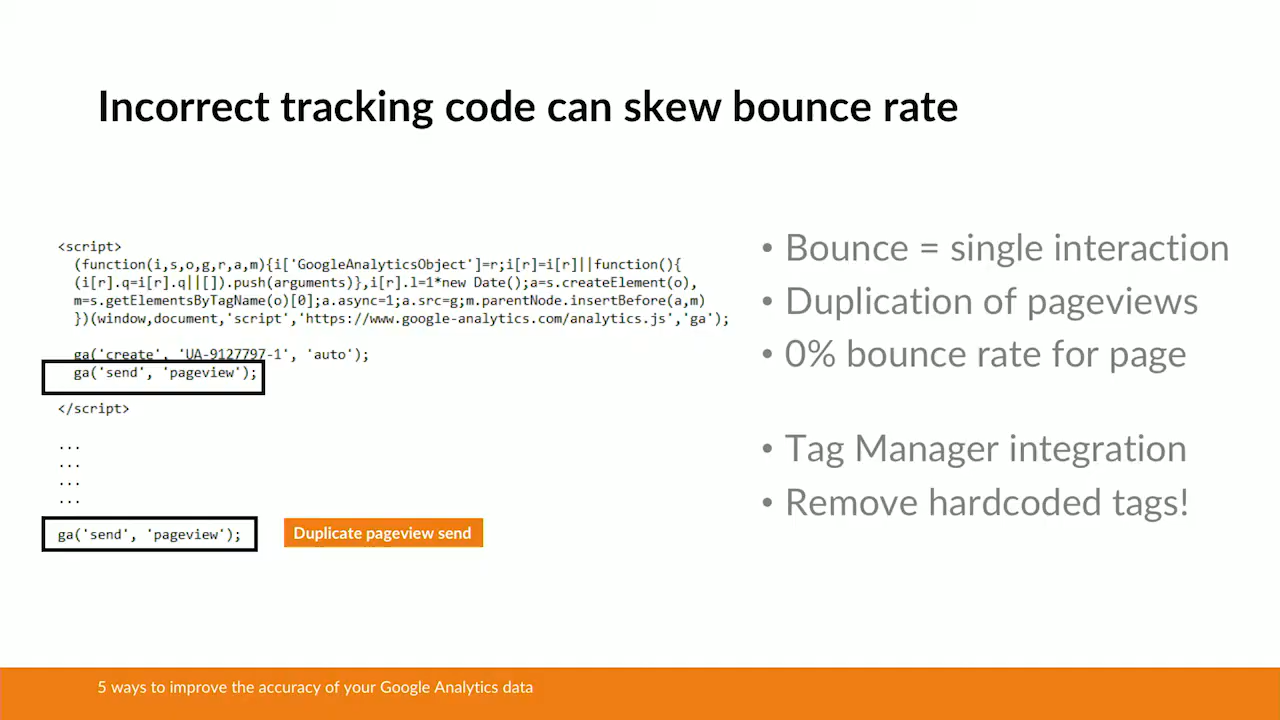 Incorrect tracking code can skew bounce rate
<script>
(function(i,s,o,g,r,a,m){i['GoogleAnalyticsObject']=r;i[r]=i[r]||function(){
(i[r].q=i[r].q||[]).push(arguments)},i[r].l=1*new Date();a=s.createElement(o),
m=s.getElementsByTagName(o)[0];a.async=1;a.src=g;m.parentNode.insertBefore(a,m)
})(window,document,'script','https://www.google-analytics.com/analytics.js','ga');
ga('create', 'UA-9127797-1', 'auto');
ga('send', 'pageview');
</script>
...
...
...
...
ga('send', 'pageview');
Duplicate pageview send
• Bounce = single interaction
• Duplication of pageviews
• 0% bounce rate for page
• Tag Manager integration
• Remove hardcoded tags!
5 ways to improve the accuracy of your Google Analytics data